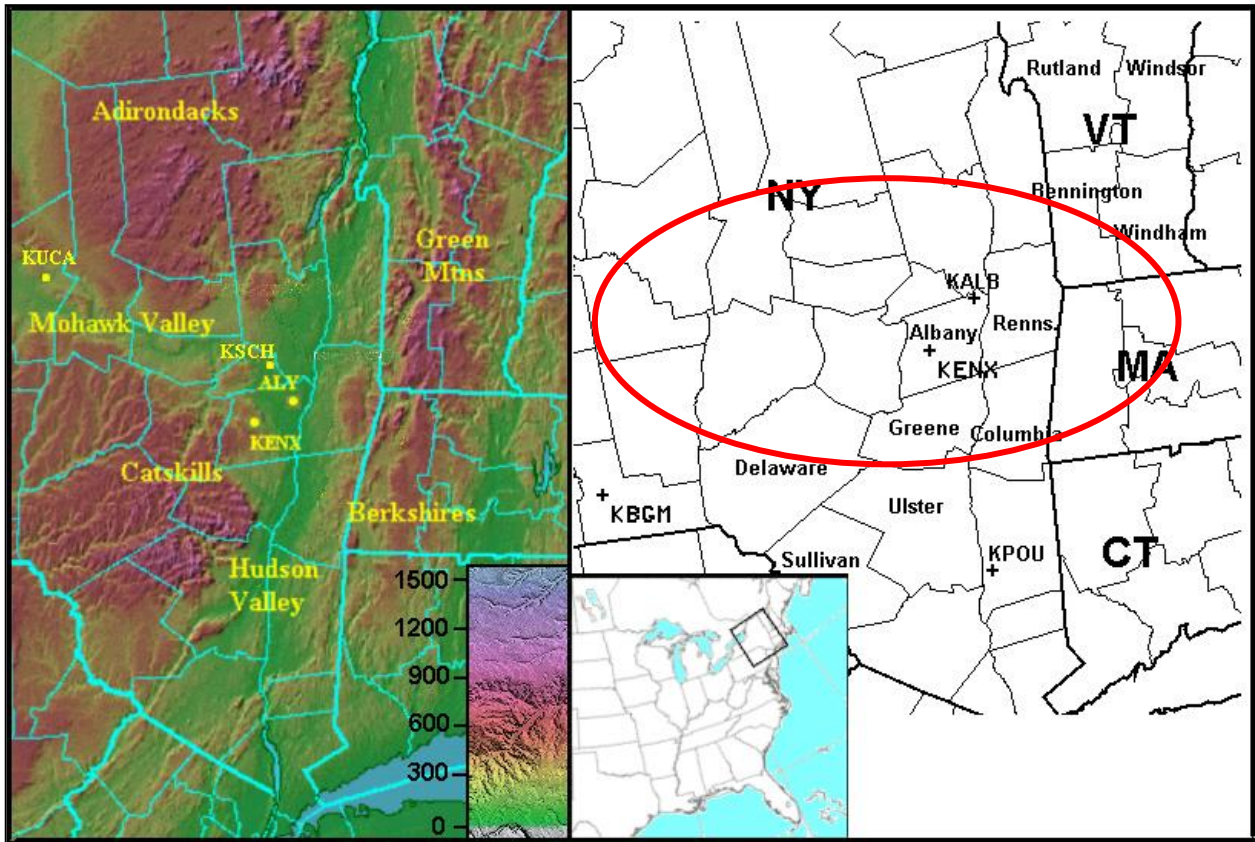 Adirondacks
Green
Mtns
KUCA
Mohawk Valley
KSCH
ALY
KENX
Catskills
Berkshires
Hudson
Valley
1500
1200
900
600
300
0
Rutland
Windsor
VT
NY
Bennington
Windham
KALB
Albany
Renns.
KENX
MA
Greene
Columbia
Delaware
KBGM
Ulster
Sullivan
KPOU
CT